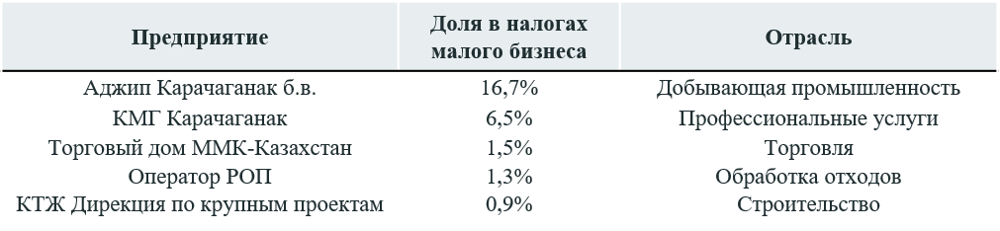 Предприятие Доля в налогах малого бизнеса Отрасль
Аджип Карачаганак б.в. 16,7% Добывающая промышленность
КМГ Карачаганак 6,5% Профессиональные услуги
Торговый дом ММК-Казахстан 1,5% Торговля
Оператор РОП 1,3% Обработка отходов
КТЖ Дирекция по крупным проектам 0,9% Строительство